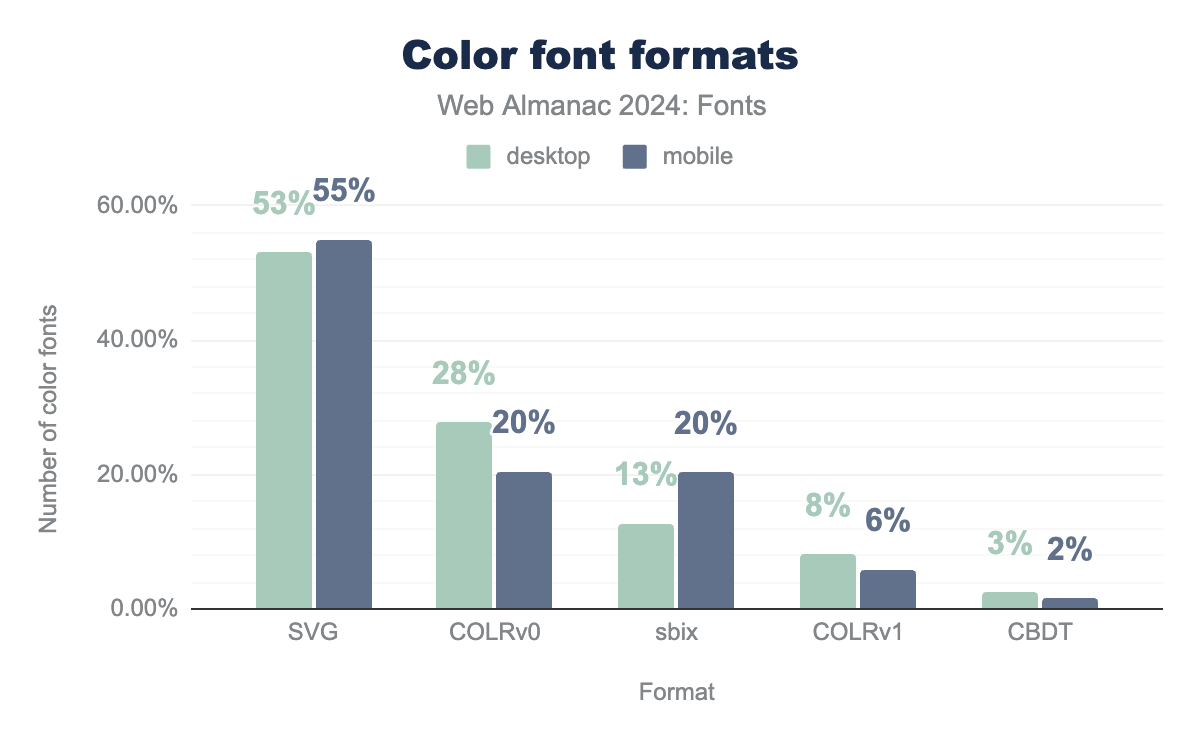 Color font formats
Web Almanac 2024: Fonts
desktop mobile
53% 55%
60.00%
40.00%
28%
20% 20%
20.00%
13%
8% 6%
3% 2%
0.00%
Number of color fonts
SVG COLRv0 sbix COLRv1 CBDT
Format